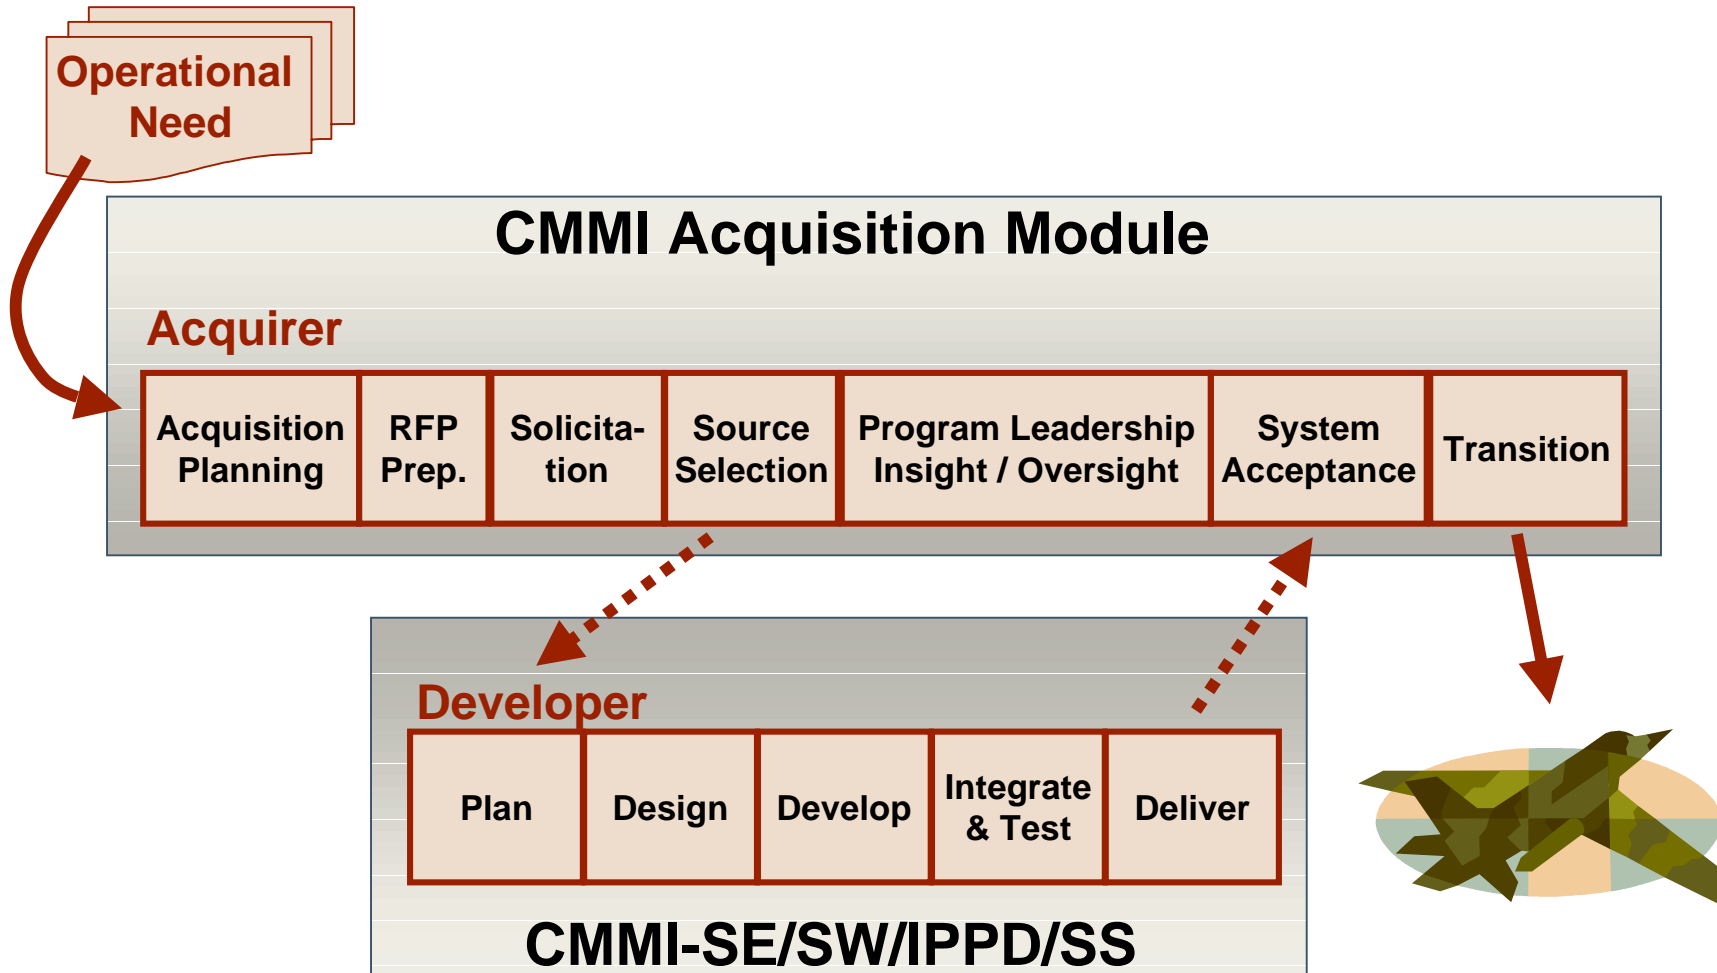 Operational
Need
CMMI Acquisition Module
Acquirer
Acquisition
Planning
RFP
Prep.
Solicita-
tion
Source
Selection
Program Leadership
Insight / Oversight
System
Acceptance
Transition
Developer
Plan
Design
Develop
Integrate
& Test
Deliver
CMMI-SE/SW/IPPD/SS